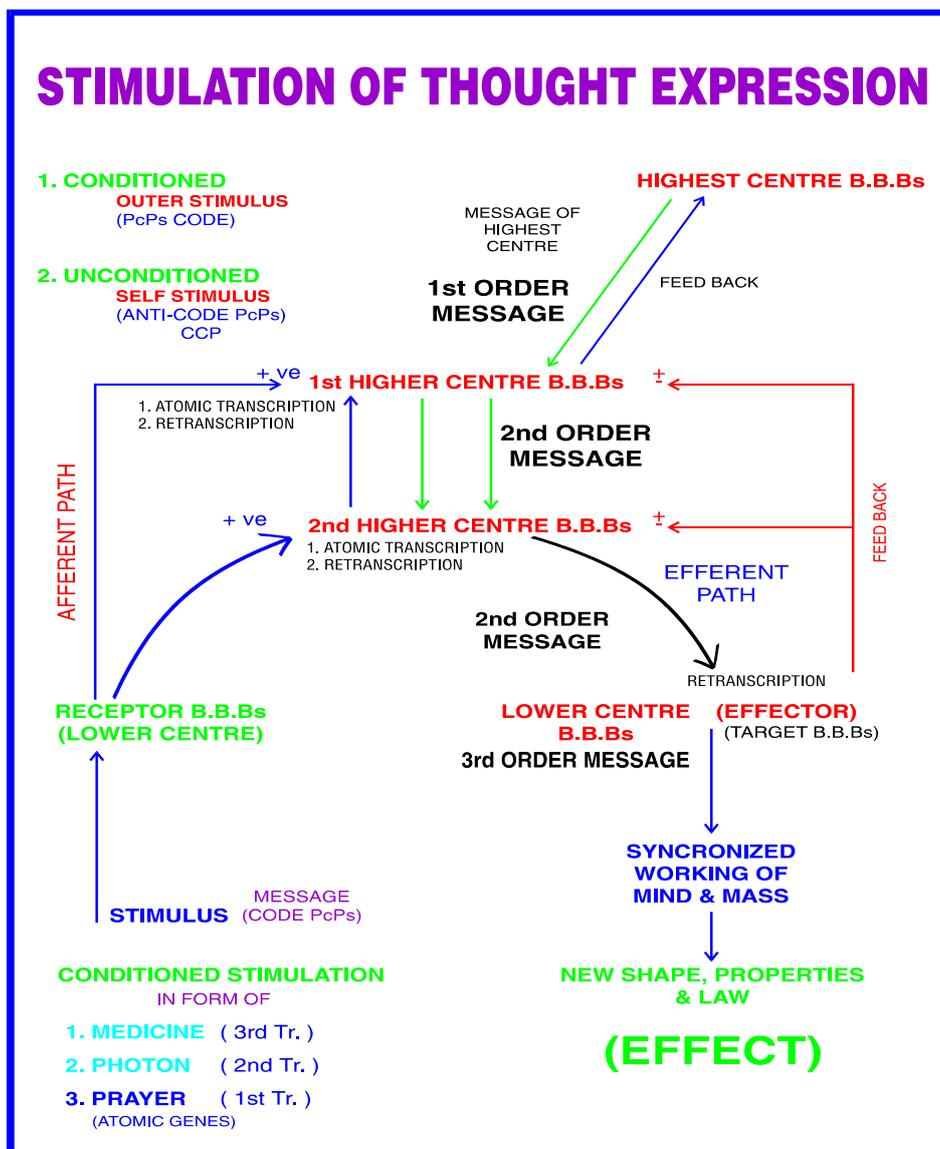 STIMULATION OF THOUGHT EXPRESSION
1. CONDITIONED
OUTER STIMULUS
(PcPs CODE)
2. UNCONDITIONED
SELF STIMULUS
(ANTI-CODE PcPs)
CCP
HIGHEST CENTRE B.B.Bs
MESSAGE OF
HIGHEST
CENTRE
1st ORDER
MESSAGE
FEED BACK
+ ve
1st HIGHER CENTRE B.B.Bs
±
1. ATOMIC TRANSCRIPTION
2. RETRANSCRIPTION
2nd ORDER
MESSAGE
AFFERENT PATH
+ ve
2nd HIGHER CENTRE B.B.Bs
±
1. ATOMIC TRANSCRIPTION
2. RETRANSCRIPTION
FEED BACK
EFFERENT
PATH
2nd ORDER
MESSAGE
RETRANSCRIPTION
RECEPTOR B.B.Bs
(LOWER CENTRE)
LOWER CENTRE (EFFECTOR)
B.B.Bs (TARGET B.B.Bs)
3rd ORDER MESSAGE
SYNCRONIZED
WORKING OF
MIND & MASS
STIMULUS
MESSAGE
(CODE PcPs)
CONDITIONED STIMULATION
IN FORM OF
1. MEDICINE ( 3rd Tr. )
2. PHOTON ( 2nd Tr. )
3. PRAYER ( 1st Tr. )
(ATOMIC GENES)
NEW SHAPE, PROPERTIES
& LAW
(EFFECT)